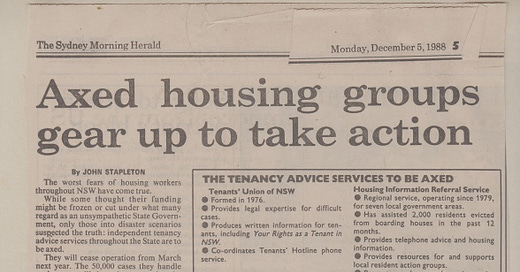 The Sydney Morning Herald
Monday, December 5, 1988 5
Axed housing groups
gear up to take action
By JOHN STAPLETON
The worst fears of housing workers
throughout NSW have come true.
While some thought their funding
might be frozen or cut under what many
regard as an unsympathetic State Govern-
ment, only those into disaster scenarios
suspected the truth: independent tenancy
advice services throughout the State are to
be axed.
They will cease operation from March
next year. The 50,000 cases they handle
THE TENANCY ADVICE SERVICES TO BE AXED
Tenants' Union of NSW
● Formed in 1976.
● Provides legal expertise for difficult
cases.
● Produces written information for ten-
ants, including Your Rights as a Tenant in
NSW.
● Co-ordinates Tenants' Hotline phone
service.
Housing Information Referral Service
● Regional service, operating since 1979,
for seven local government areas.
● Has assisted 2,000 residents evicted
from boarding houses in the past 12
months.
● Provides telephone advice and housing
information.
● Provides resources for and supports
local resident action groups.